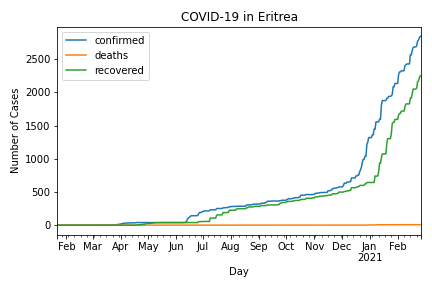 COVID-19 in Eritrea
confirmed
deaths
recovered
Number of Cases
2500
2000
1500
1000
500
0
Feb Mar Apr May Jun Jul Aug Sep Oct Nov Dec Jan Feb
2021
Day